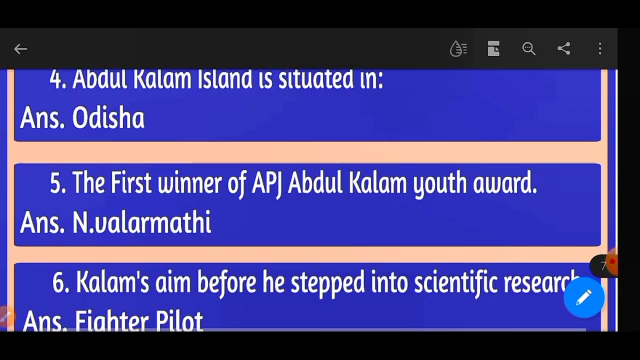 4. Abdul Kalam Island is situated in:
Ans. Odisha
5. The First winner of APJ Abdul Kalam youth award.
Ans. N.valarmathi
7
6. Kalam's aim before he stepped into scientific research
Ans. Fighter Pilot